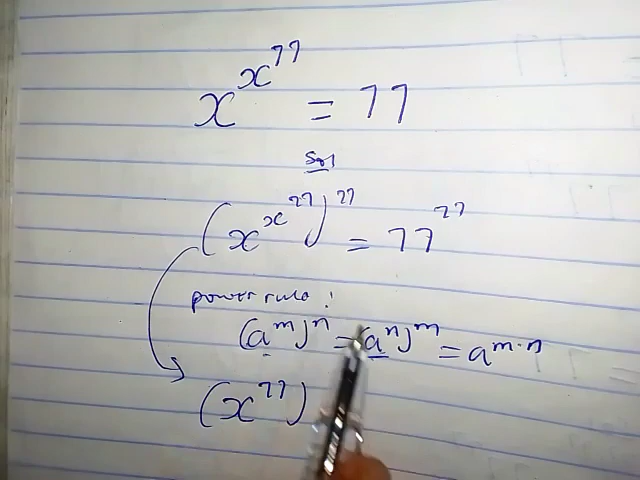 x^{x^{77}} = 77
Sol
(x^{x^{77}})^{77} = 77^{77}
power rule :
(a^m)^n = (a^n)^m = a^{m·n}
(x^{77})